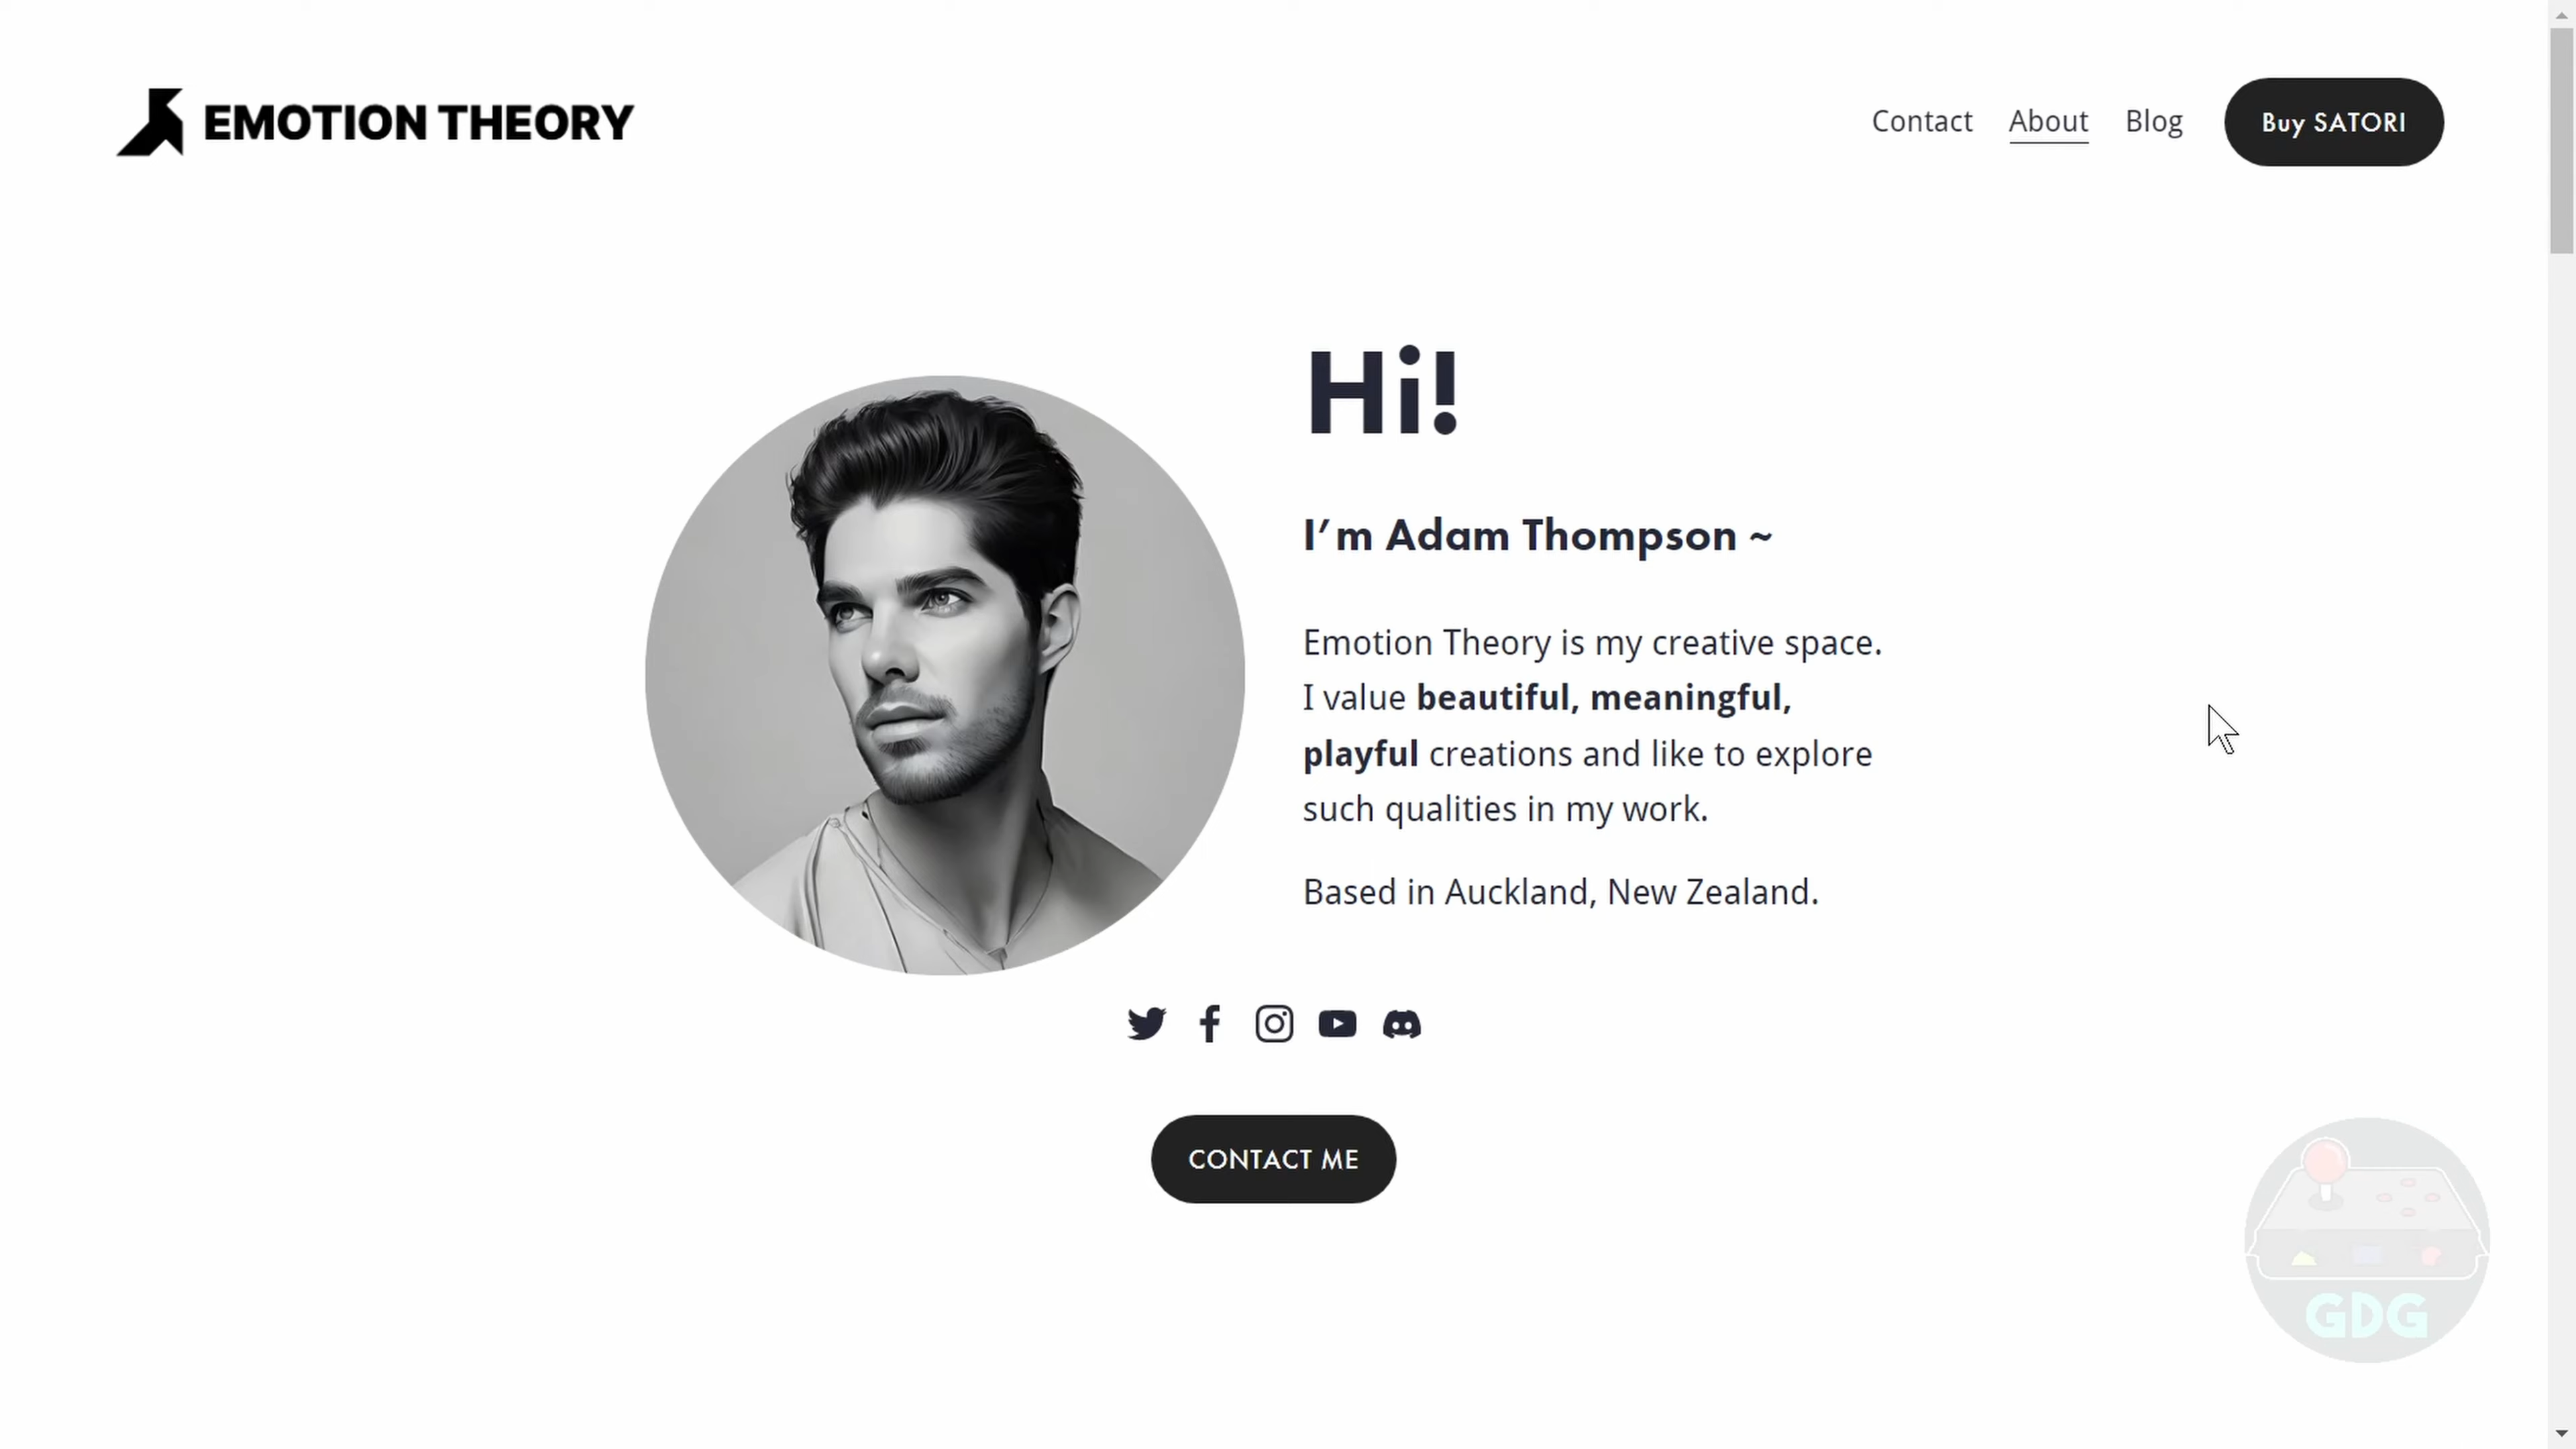 EMOTION THEORY
Contact
About
Blog
Buy SATORI
Hi!
I’m Adam Thompson ~
Emotion Theory is my creative space.
I value beautiful, meaningful,
playful creations and like to explore
such qualities in my work.
Based in Auckland, New Zealand.
CONTACT ME
GDG